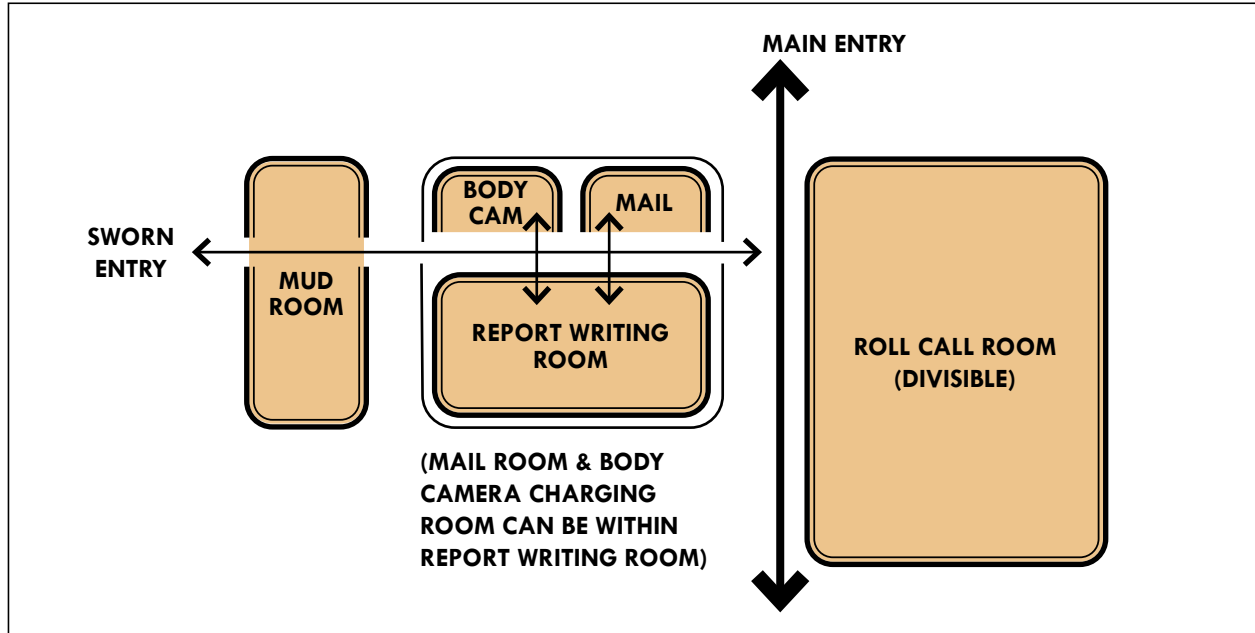 MAIN ENTRY
SWORN
ENTRY
MUD
ROOM
BODY
CAM
MAIL
REPORT WRITING
ROOM
(MAIL ROOM & BODY
CAMERA CHARGING
ROOM CAN BE WITHIN
REPORT WRITING ROOM)
ROLL CALL ROOM
(DIVISIBLE)